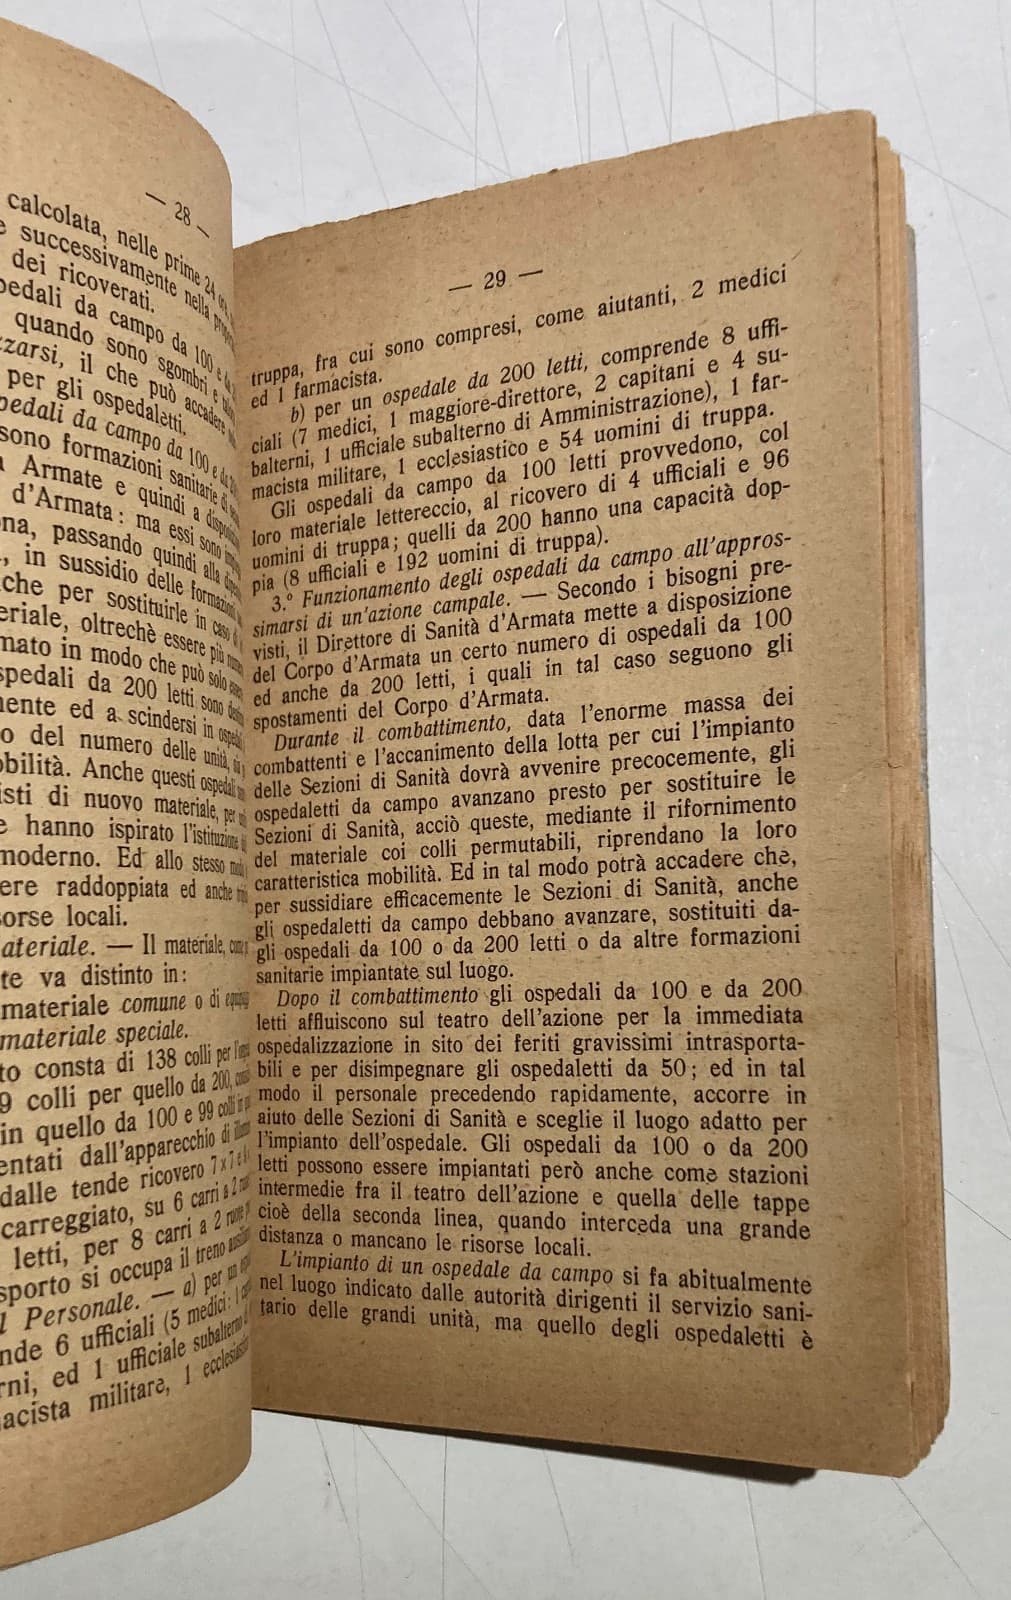 — 28 —
calcolata, nelle prime 24 ore,
successivamente nella
dei ricoverati.
da campo da 100 e da
quando sono sgombri e
il che può accadere
per gli ospedaletti.
da campo da 100 e da 200
sono formazioni sanitarie di
Armate e quindi a disposizione
d'Armata: ma essi sono
passando quindi alla
in sussidio delle formazioni
per sostituirle in caso di
oltrechè essere più
in modo che può solo
da 200 letti sono
ed a scindersi in
del numero delle unità,
Anche questi ospedali
di nuovo materiale, per
hanno ispirato l'istituzione
moderno. Ed allo stesso
raddoppiata ed anche
locali.
— Il materiale, come
te va distinto in:
materiale comune o di
materiale speciale.
consta di 138 colli per
9 colli per quello da 200,
in quello da 100 e 99 colli in
dall'apparecchio di
dalle tende ricovero 7 x 7 e
carreggiato, su 6 carri a 2
letti, per 8 carri a 2 ruote
si occupa il treno
Personale. — a) per un
6 ufficiali (5 medici: 1
ed 1 ufficiale subalterno
militare, 1 ecclesiastico
— 29 —
truppa, fra cui sono compresi, come aiutanti, 2 medici
ed 1 farmacista.
b) per un ospedale da 200 letti, comprende 8 uffi-
ciali (7 medici, 1 maggiore-direttore, 2 capitani e 4 su-
balterni, 1 ufficiale subalterno di Amministrazione), 1 far-
macista militare, 1 ecclesiastico e 54 uomini di truppa.
Gli ospedali da campo da 100 letti provvedono, col
loro materiale lettereccio, al ricovero di 4 ufficiali e 96
uomini di truppa; quelli da 200 hanno una capacità dop-
pia (8 ufficiali e 192 uomini di truppa).
3.° Funzionamento degli ospedali da campo all'appros-
simarsi di un'azione campale. — Secondo i bisogni pre-
visti, il Direttore di Sanità d'Armata mette a disposizione
del Corpo d'Armata un certo numero di ospedali da 100
ed anche da 200 letti, i quali in tal caso seguono gli
spostamenti del Corpo d'Armata.
Durante il combattimento, data l'enorme massa dei
combattenti e l'accanimento della lotta per cui l'impianto
delle Sezioni di Sanità dovrà avvenire precocemente, gli
ospedaletti da campo avanzano presto per sostituire le
Sezioni di Sanità, acciò queste, mediante il rifornimento
del materiale coi colli permutabili, riprendano la loro
caratteristica mobilità. Ed in tal modo potrà accadere che,
per sussidiare efficacemente le Sezioni di Sanità, anche
gli ospedaletti da campo debbano avanzare, sostituiti da-
gli ospedali da 100 o da 200 letti o da altre formazioni
sanitarie impiantate sul luogo.
Dopo il combattimento gli ospedali da 100 e da 200
letti affluiscono sul teatro dell'azione per la immediata
ospedalizzazione in sito dei feriti gravissimi intrasporta-
bili e per disimpegnare gli ospedaletti da 50; ed in tal
modo il personale precedendo rapidamente, accorre in
aiuto delle Sezioni di Sanità e sceglie il luogo adatto per
l'impianto dell'ospedale. Gli ospedali da 100 o da 200
letti possono essere impiantati però anche come stazioni
intermedie fra il teatro dell'azione e quella delle tappe
cioè della seconda linea, quando interceda una grande
distanza o mancano le risorse locali.
L'impianto di un ospedale da campo si fa abitualmente
nel luogo indicato dalle autorità dirigenti il servizio sani-
tario delle grandi unità, ma quello degli ospedaletti è